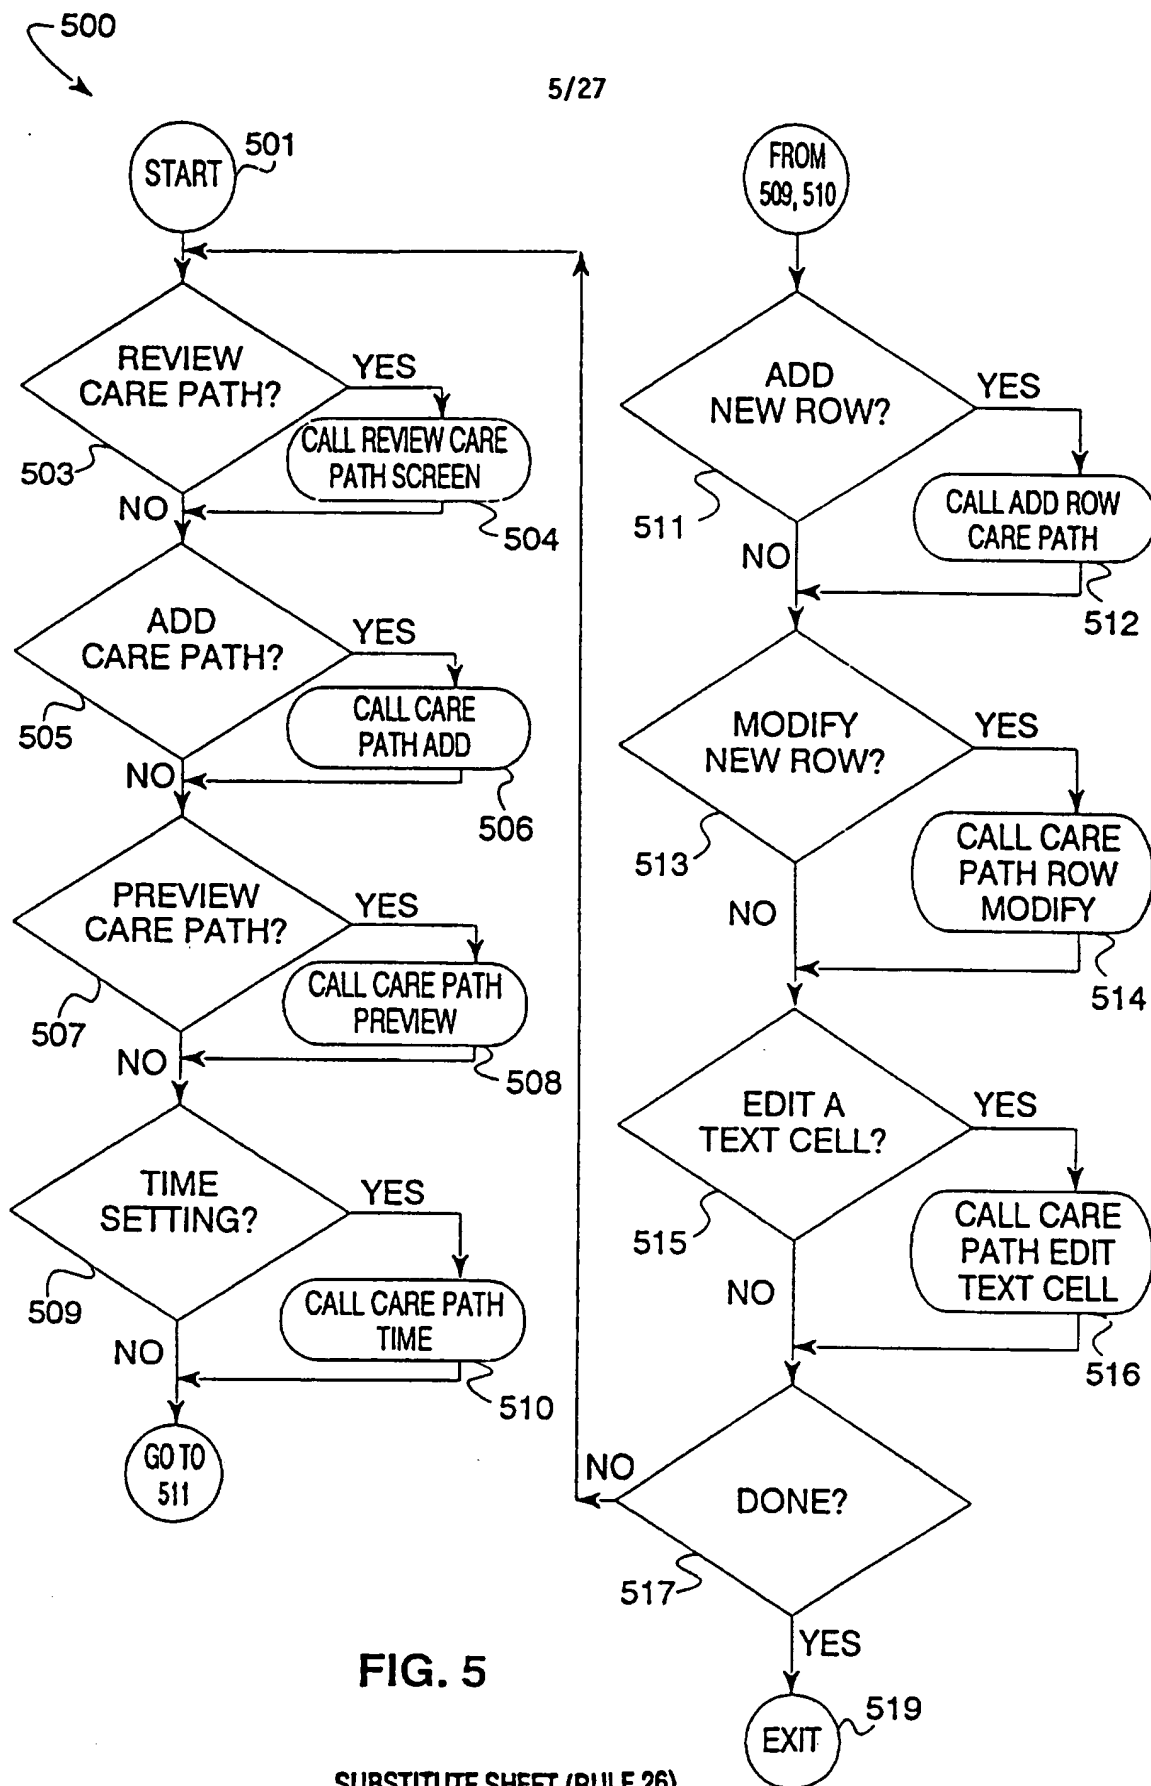 500
5/27
START
501
REVIEW
CARE PATH?
YES
503
CALL REVIEW CARE
PATH SCREEN
NO
504
ADD
CARE PATH?
YES
505
CALL CARE
PATH ADD
NO
506
PREVIEW
CARE PATH?
YES
507
CALL CARE PATH
PREVIEW
NO
508
TIME
SETTING?
YES
509
CALL CARE PATH
TIME
NO
510
GO TO
511
FROM
509, 510
ADD
NEW ROW?
YES
511
CALL ADD ROW
CARE PATH
NO
512
MODIFY
NEW ROW?
YES
513
CALL CARE
PATH ROW
MODIFY
NO
514
EDIT A
TEXT CELL?
YES
515
CALL CARE
PATH EDIT
TEXT CELL
NO
516
NO
DONE?
517
YES
EXIT
519
FIG. 5
SUBSTITUTE SHEET (RULE 26)